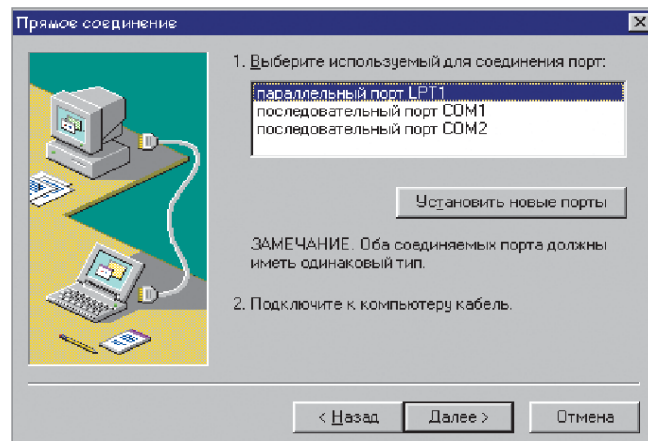 Прямое соединение
1. Выберите используемый для соединения порт:
параллельный порт LPT1
последовательный порт COM1
последовательный порт COM2
Установить новые порты
ЗАМЕЧАНИЕ. Оба соединяемых порта должны
иметь одинаковый тип.
2. Подключите к компьютеру кабель.
< Назад
Далее >
Отмена